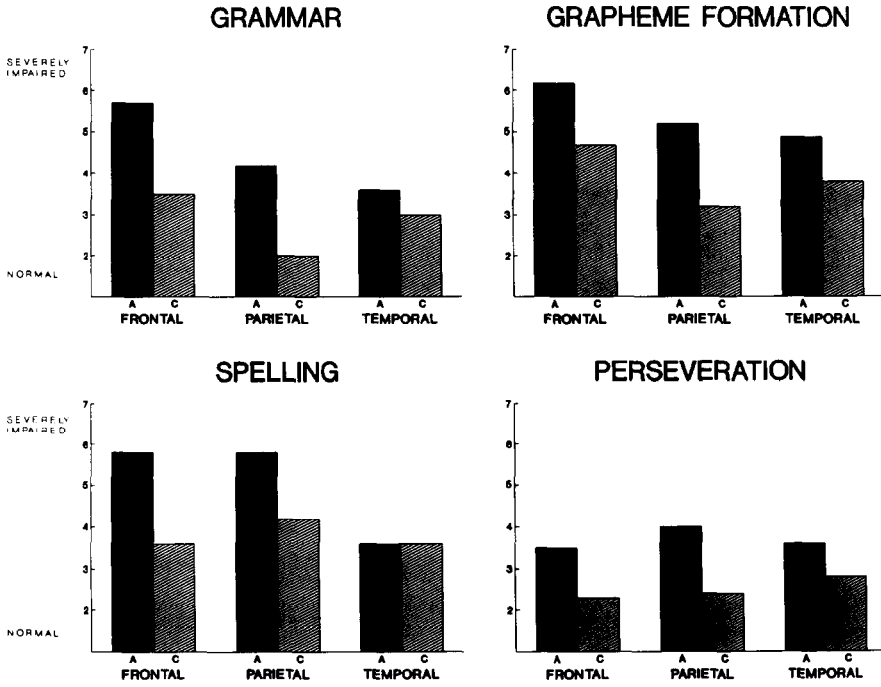 GRAMMAR
SEVERELY
IMPAIRED
7
6
5
4
3
2
NORMAL
A C A C A C
FRONTAL PARIETAL TEMPORAL
GRAPHEME FORMATION
7
6
5
4
3
2
A C A C A C
FRONTAL PARIETAL TEMPORAL
SPELLING
SEVERELY
IMPAIRED
7
6
5
4
3
2
NORMAL
A C A C A C
FRONTAL PARIETAL TEMPORAL
PERSEVERATION
7
6
5
4
3
2
A C A C A C
FRONTAL PARIETAL TEMPORAL